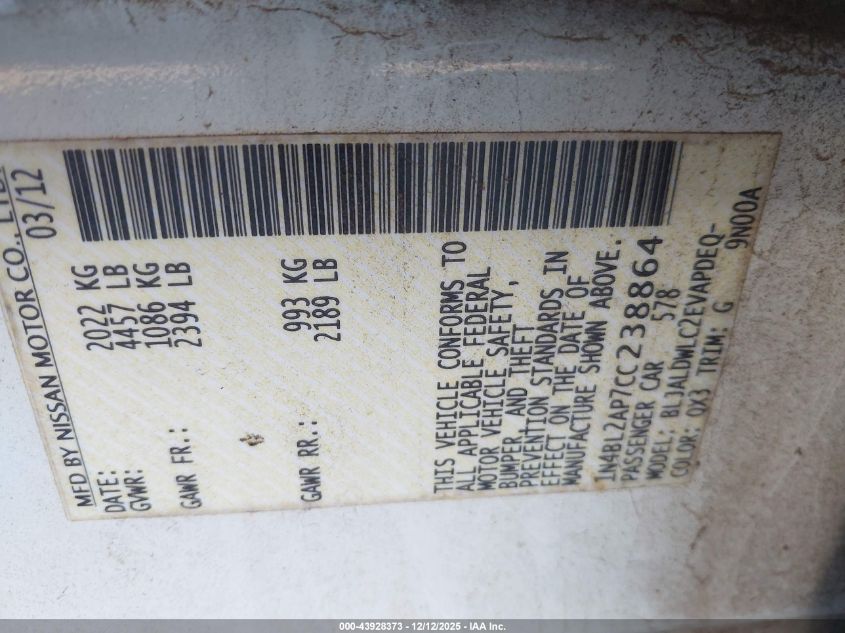 MFD BY NISSAN MOTOR CO., LTD.
DATE: 03/12
GVWR: 2022 KG
4457 LB
GAWR FR.: 1086 KG
2394 LB
GAWR RR.: 993 KG
2189 LB
THIS VEHICLE CONFORMS TO
ALL APPLICABLE FEDERAL
MOTOR VEHICLE SAFETY,
BUMPER, AND THEFT
PREVENTION STANDARDS IN
EFFECT ON THE DATE OF
MANUFACTURE SHOWN ABOVE.
1N4BL2AP7CC238864
PASSENGER CAR 578
MODEL: BLJALDWLC2EVAPDEQ-
COLOR: QX3 TRIM: G 9N00A
000-43928373 - 12/12/2025 - IAA Inc.